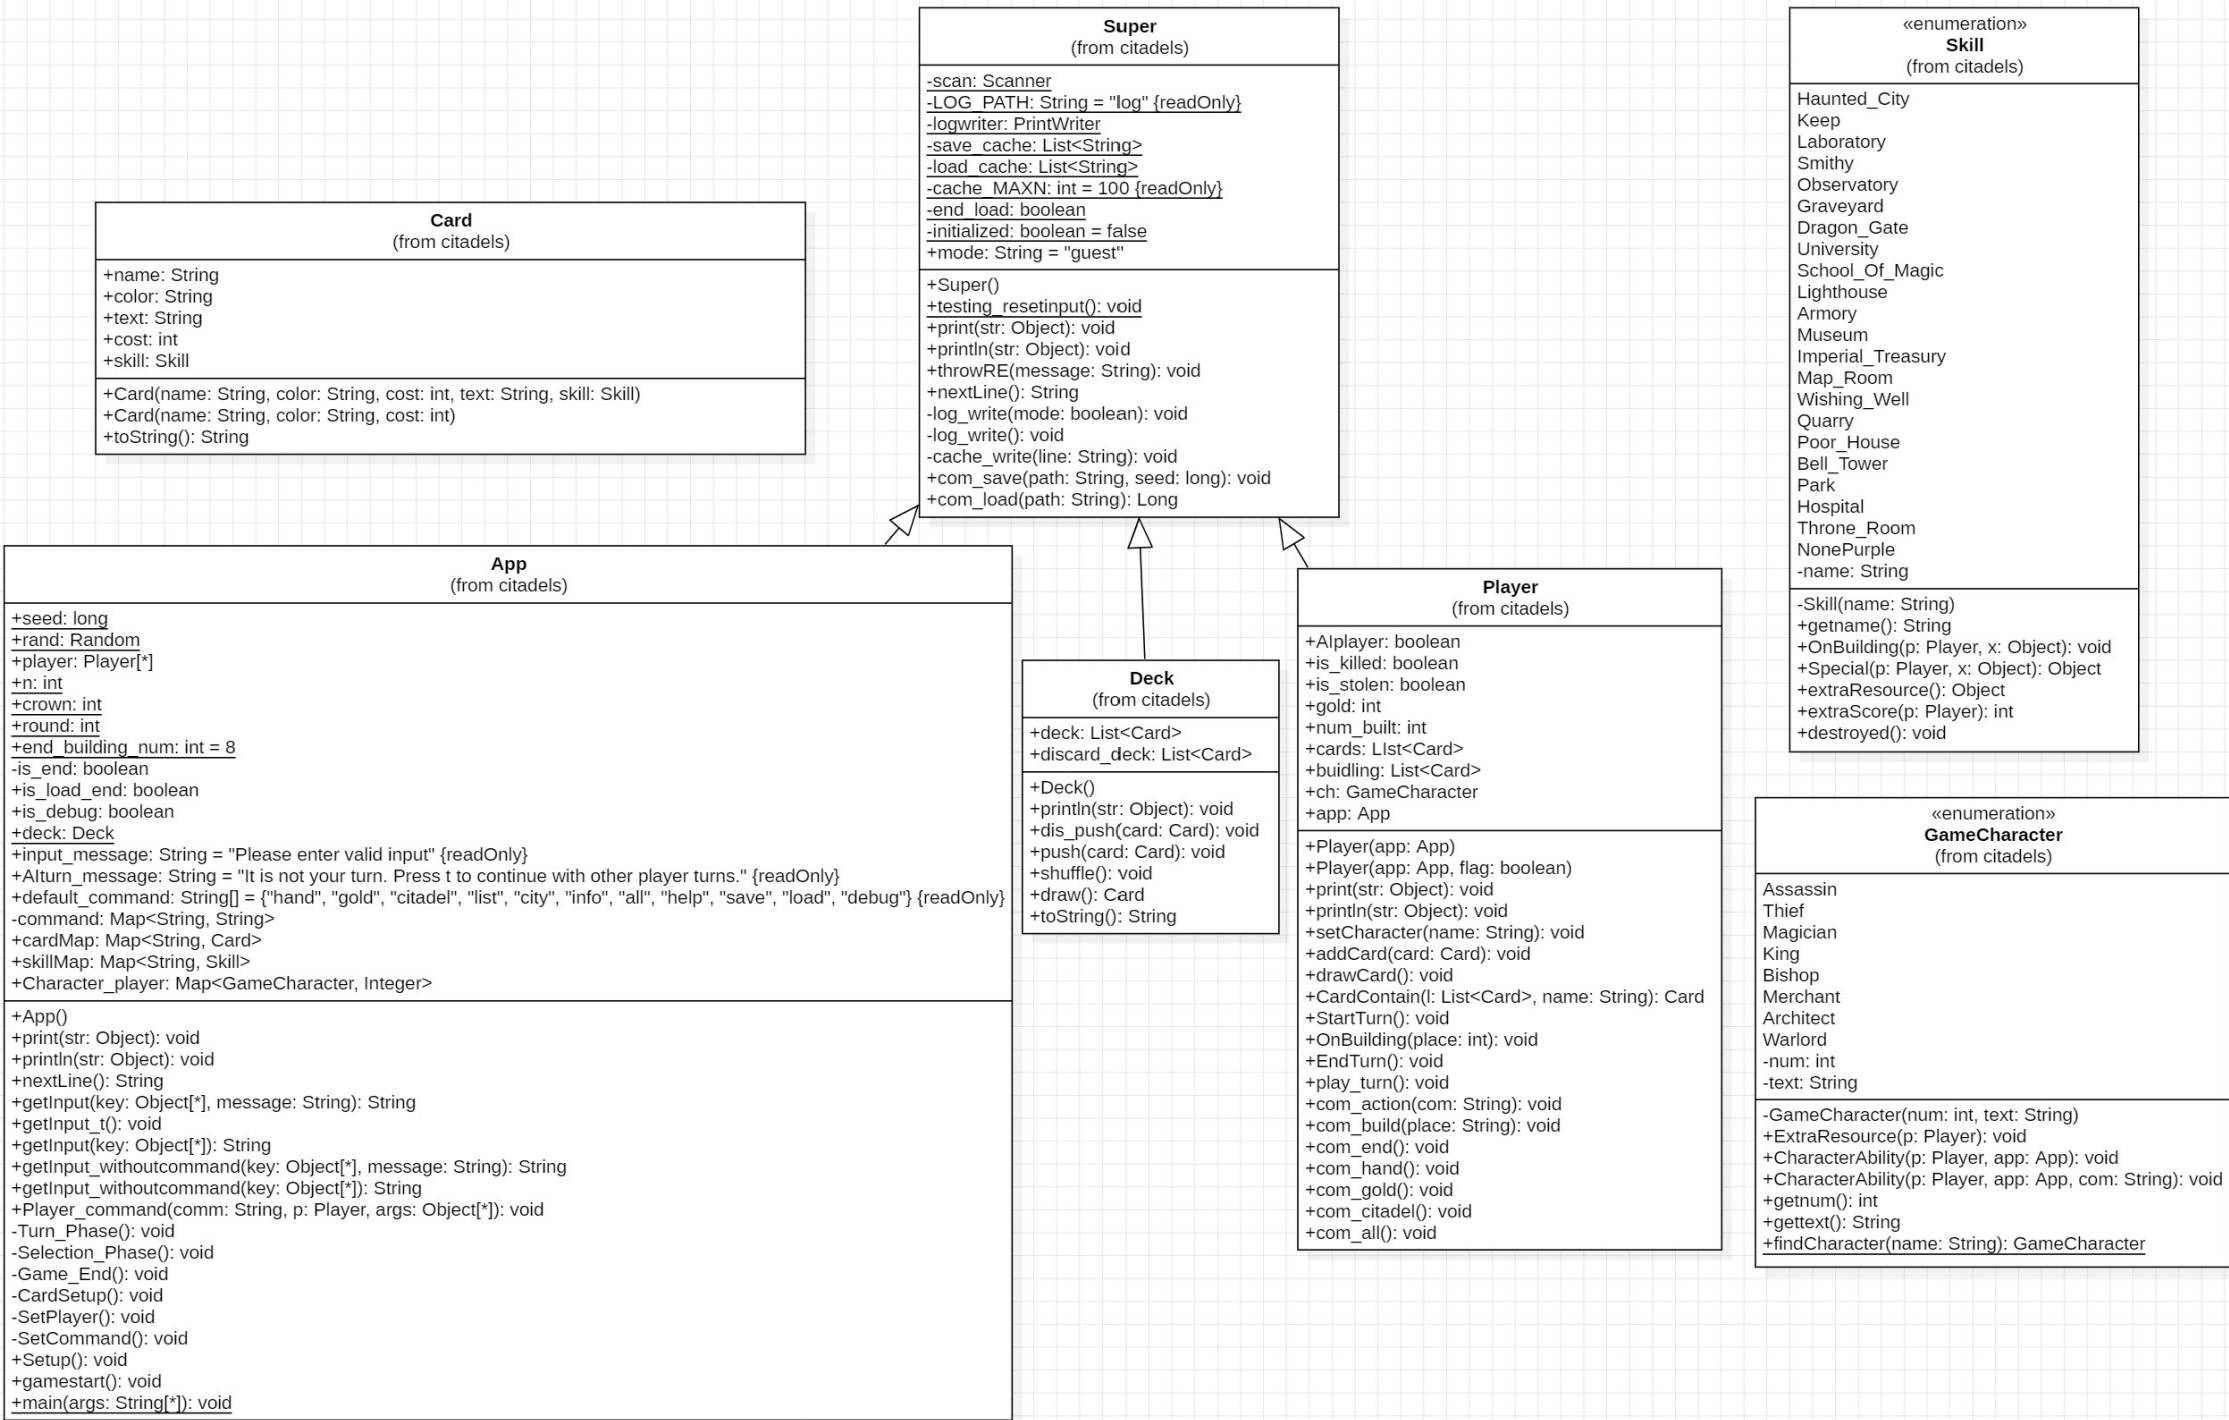 Super
(from citadels)
-scan: Scanner
-LOG_PATH: String = "log" {readOnly}
-logwriter: PrintWriter
-save_cache: List<String>
-load_cache: List<String>
-cache_MAXN: int = 100 {readOnly}
-end_load: boolean
-initialized: boolean = false
+mode: String = "guest"
+Super()
+testing_resetinput(): void
+print(str: Object): void
+println(str: Object): void
+throwRE(message: String): void
+nextLine(): String
-log_write(mode: boolean): void
-log_write(): void
-cache_write(line: String): void
+com_save(path: String, seed: long): void
+com_load(path: String): Long
«enumeration»
Skill
(from citadels)
Haunted_City
Keep
Laboratory
Smithy
Observatory
Graveyard
Dragon_Gate
University
School_Of_Magic
Lighthouse
Armory
Museum
Imperial_Treasury
Map_Room
Wishing_Well
Quarry
Poor_House
Bell_Tower
Park
Hospital
Throne_Room
NonePurple
-name: String
-Skill(name: String)
+getname(): String
+OnBuilding(p: Player, x: Object): void
+Special(p: Player, x: Object): Object
+extraResource(): Object
+extraScore(p: Player): int
+destroyed(): void
Card
(from citadels)
+name: String
+color: String
+text: String
+cost: int
+skill: Skill
+Card(name: String, color: String, cost: int, text: String, skill: Skill)
+Card(name: String, color: String, cost: int)
+toString(): String
App
(from citadels)
+seed: long
+rand: Random
+player: Player[*]
+n: int
+crown: int
+round: int
+end_building_num: int = 8
-is_end: boolean
+is_load_end: boolean
+is_debug: boolean
+deck: Deck
+input_message: String = "Please enter valid input" {readOnly}
+AIturn_message: String = "It is not your turn. Press t to continue with other player turns." {readOnly}
+default_command: String[] = {"hand", "gold", "citadel", "list", "city", "info", "all", "help", "save", "load", "debug"} {readOnly}
-command: Map<String, String>
+cardMap: Map<String, Card>
+skillMap: Map<String, Skill>
+Character_player: Map<GameCharacter, Integer>
+App()
+print(str: Object): void
+println(str: Object): void
+nextLine(): String
+getInput(key: Object[*], message: String): String
+getInput_t(): void
+getInput(key: Object[*]): String
+getInput_withoutcommand(key: Object[*], message: String): String
+getInput_withoutcommand(key: Object[*]): String
+Player_command(comm: String, p: Player, args: Object[*]): void
-Turn_Phase(): void
-Selection_Phase(): void
-Game_End(): void
-CardSetup(): void
-SetPlayer(): void
-SetCommand(): void
+Setup(): void
+gamestart(): void
+main(args: String[*]): void
Deck
(from citadels)
+deck: List<Card>
+discard_deck: List<Card>
+Deck()
+println(str: Object): void
+dis_push(card: Card): void
+push(card: Card): void
+shuffle(): void
+draw(): Card
+toString(): String
Player
(from citadels)
+AIplayer: boolean
+is_killed: boolean
+is_stolen: boolean
+gold: int
+num_built: int
+cards: LIst<Card>
+buidling: List<Card>
+ch: GameCharacter
+app: App
+Player(app: App)
+Player(app: App, flag: boolean)
+print(str: Object): void
+println(str: Object): void
+setCharacter(name: String): void
+addCard(card: Card): void
+drawCard(): void
+CardContain(l: List<Card>, name: String): Card
+StartTurn(): void
+OnBuilding(place: int): void
+EndTurn(): void
+play_turn(): void
+com_action(com: String): void
+com_build(place: String): void
+com_end(): void
+com_hand(): void
+com_gold(): void
+com_citadel(): void
+com_all(): void
«enumeration»
GameCharacter
(from citadels)
Assassin
Thief
Magician
King
Bishop
Merchant
Architect
Warlord
-num: int
-text: String
-GameCharacter(num: int, text: String)
+ExtraResource(p: Player): void
+CharacterAbility(p: Player, app: App): void
+CharacterAbility(p: Player, app: App, com: String): void
+getnum(): int
+gettext(): String
+findCharacter(name: String): GameCharacter